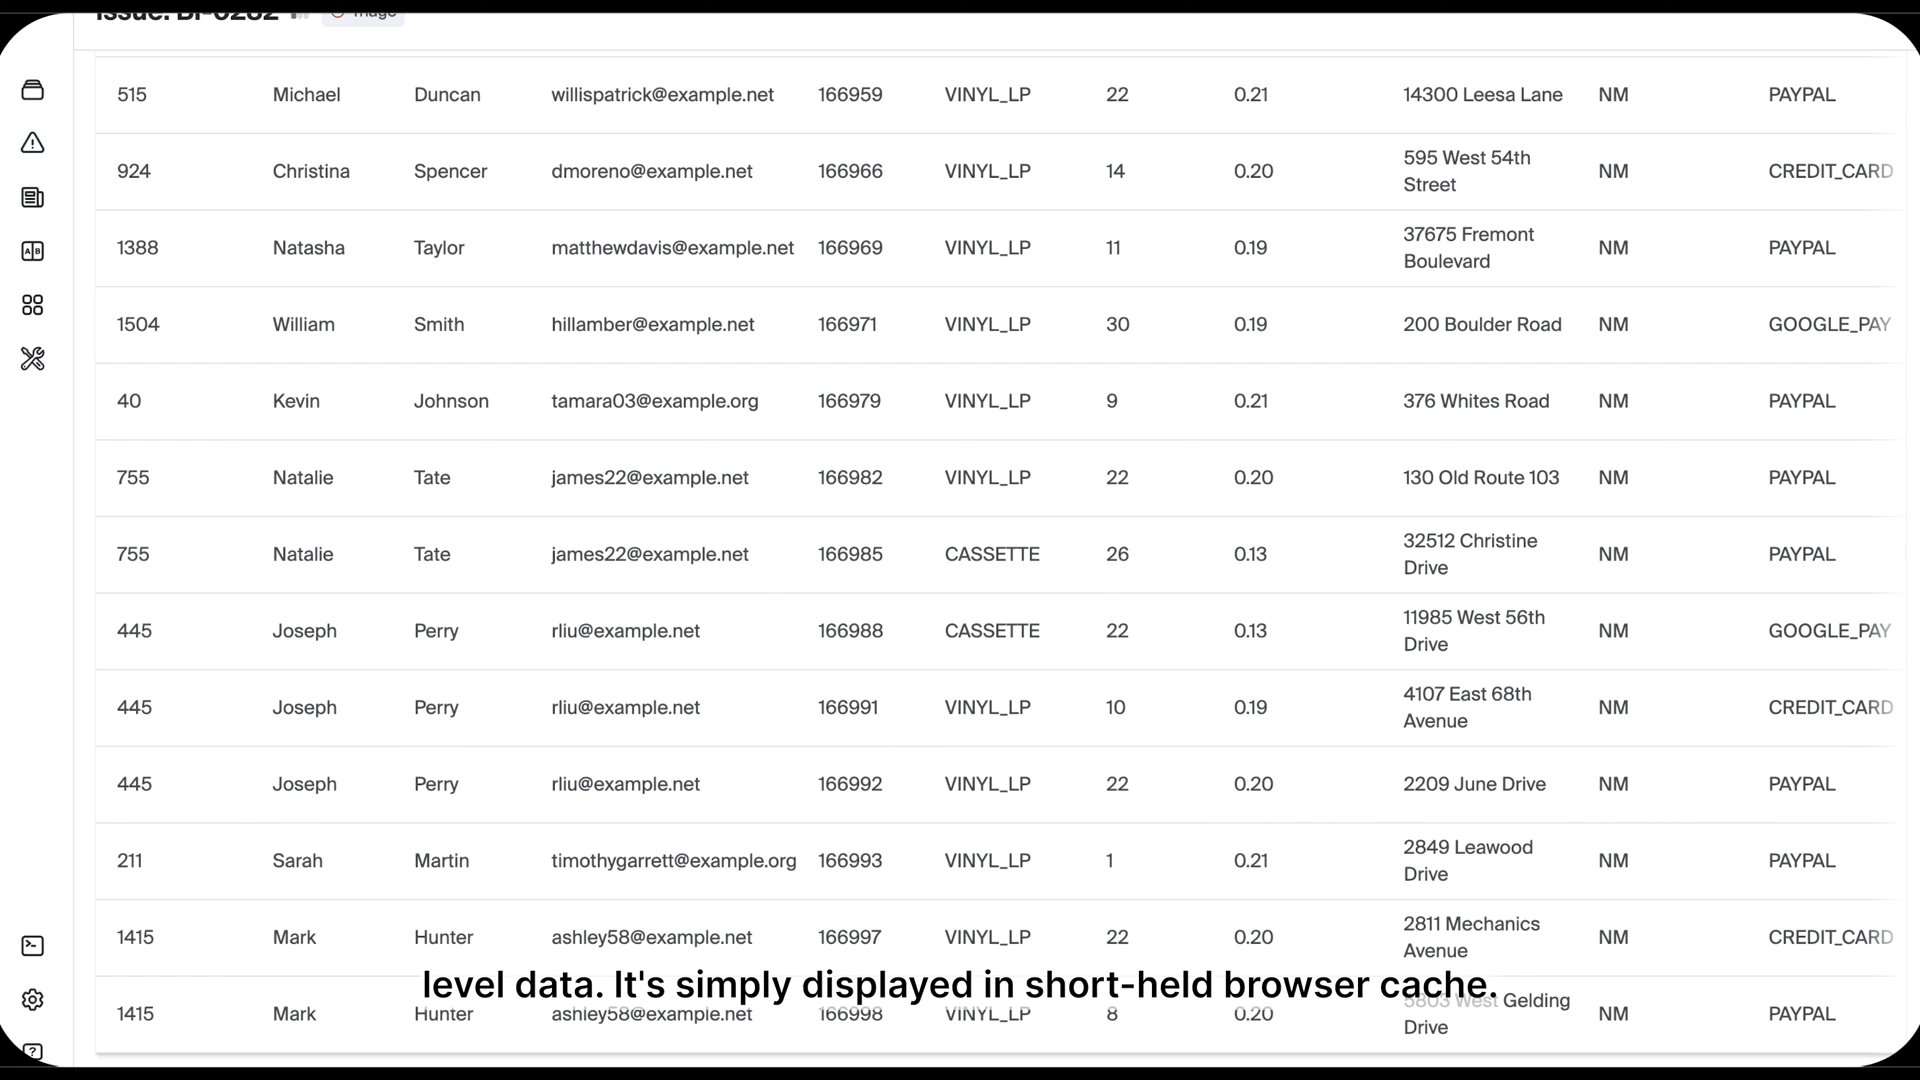 Issue: BI-0282 Triage
515 Michael Duncan willispatrick@example.net 166959 VINYL_LP 22 0.21 14300 Leesa Lane NM PAYPAL
924 Christina Spencer dmoreno@example.net 166966 VINYL_LP 14 0.20 595 West 54th Street NM CREDIT_CARD
1388 Natasha Taylor matthewdavis@example.net 166969 VINYL_LP 11 0.19 37675 Fremont Boulevard NM PAYPAL
1504 William Smith hillamber@example.net 166971 VINYL_LP 30 0.19 200 Boulder Road NM GOOGLE_PAY
40 Kevin Johnson tamara03@example.org 166979 VINYL_LP 9 0.21 376 Whites Road NM PAYPAL
755 Natalie Tate james22@example.net 166982 VINYL_LP 22 0.20 130 Old Route 103 NM PAYPAL
755 Natalie Tate james22@example.net 166985 CASSETTE 26 0.13 32512 Christine Drive NM PAYPAL
445 Joseph Perry rliu@example.net 166988 CASSETTE 22 0.13 11985 West 56th Drive NM GOOGLE_PAY
445 Joseph Perry rliu@example.net 166991 VINYL_LP 10 0.19 4107 East 68th Avenue NM CREDIT_CARD
445 Joseph Perry rliu@example.net 166992 VINYL_LP 22 0.20 2209 June Drive NM PAYPAL
211 Sarah Martin timothygarrett@example.org 166993 VINYL_LP 1 0.21 2849 Leawood Drive NM PAYPAL
1415 Mark Hunter ashley58@example.net 166997 VINYL_LP 22 0.20 2811 Mechanics Avenue NM CREDIT_CARD
level data. It's simply displayed in short-held browser cache.
1415 Mark Hunter ashley58@example.net 166998 VINYL_LP 8 0.20 5803 West Gelding Drive NM PAYPAL